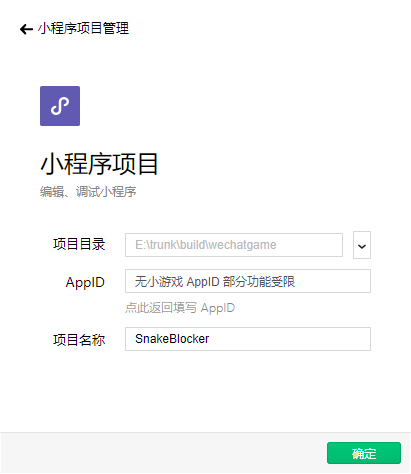 小程序项目管理
小程序项目
编辑、调试小程序
项目目录 E:\trunk\build\wechatgame
AppID 无小游戏 AppID 部分功能受限
点此返回填写 AppID
项目名称 SnakeBlocker
确定